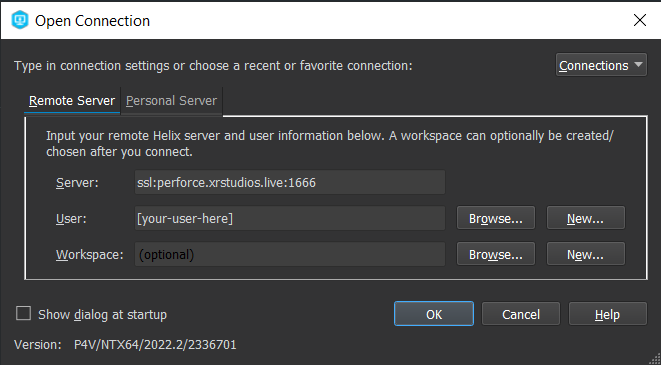 Open Connection
Type in connection settings or choose a recent or favorite connection:
Connections
Remote Server
Personal Server
Input your remote Helix server and user information below. A workspace can optionally be created/
chosen after you connect.
Server: ssl:perforce.xrstudios.live:1666
User: [your-user-here] Browse... New...
Workspace: (optional) Browse... New...
Show dialog at startup OK Cancel Help
Version: P4V/NTX64/2022.2/2336701